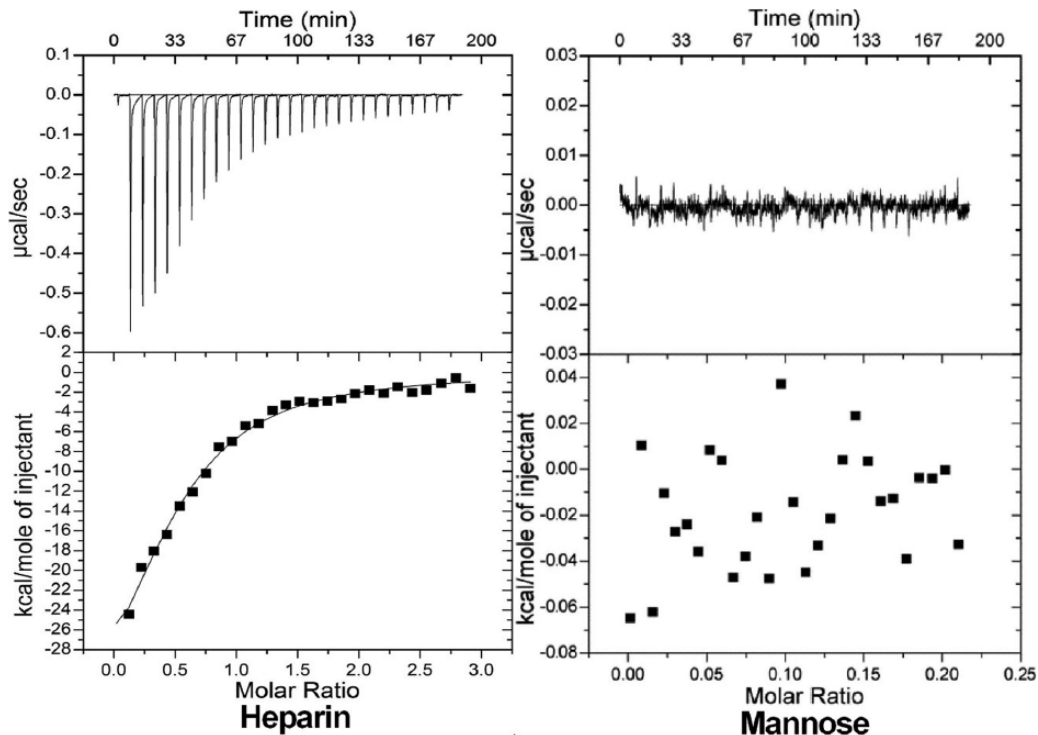 Time (min)
0 33 67 100 133 167 200
0.1
0.0
-0.1
-0.2
-0.3
-0.4
-0.5
-0.6
µcal/sec
2
0
-2
-4
-6
-8
-10
-12
-14
-16
-18
-20
-22
-24
-26
-28
kcal/mole of injectant
0.0 0.5 1.0 1.5 2.0 2.5 3.0
Molar Ratio
Heparin
Time (min)
0 33 67 100 133 167 200
0.03
0.02
0.01
0.00
-0.01
-0.02
-0.03
µcal/sec
0.04
0.02
0.00
-0.02
-0.04
-0.06
-0.08
kcal/mole of injectant
0.00 0.05 0.10 0.15 0.20 0.25
Molar Ratio
Mannose